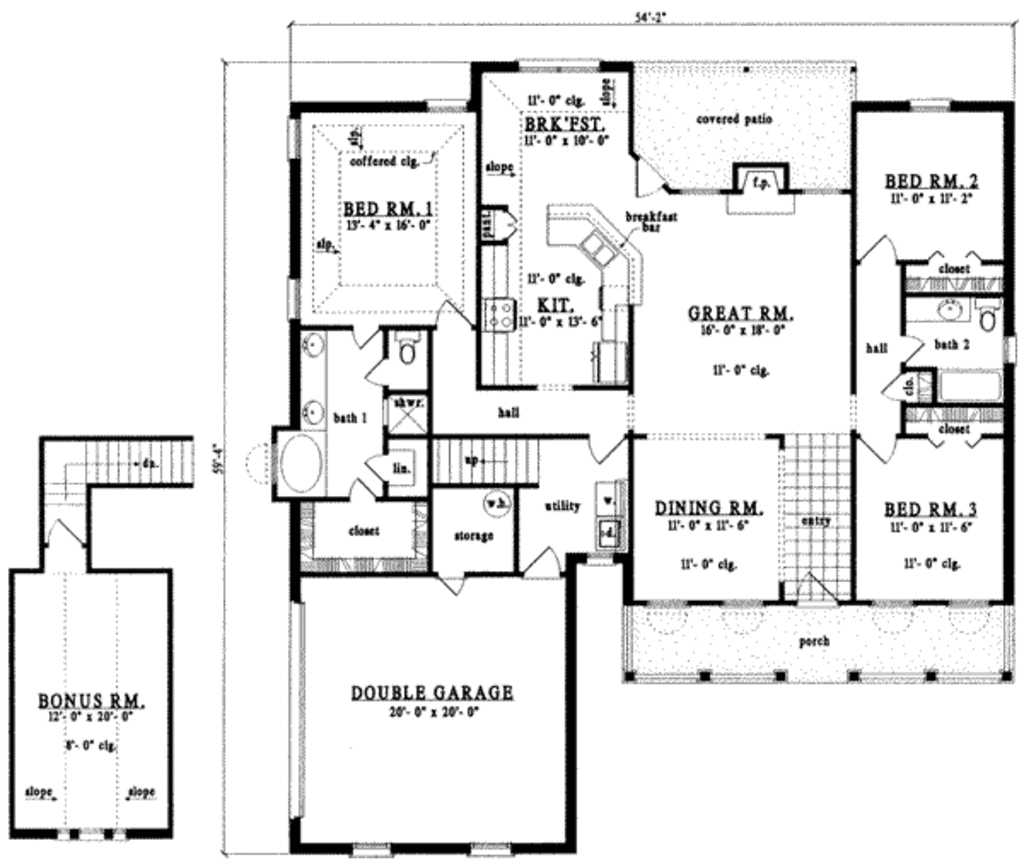 54'-2"
59'-4"
11'-0" clg.
slope
BRK'FST.
11'-0" x 10'-0"
slope
covered patio
f.p.
slp.
coffered clg.
BED RM. 1
13'-4" x 16'-0"
slp.
pant.
breakfast
bar
11'-0" clg.
KIT.
11'-0" x 13'-6"
GREAT RM.
16'-0" x 18'-0"
11'-0" clg.
BED RM. 2
11'-0" x 11'-2"
closet
hall
bath 2
clo.
closet
bath 1
shwr.
hall
lin.
up
closet
w.h.
storage
utility
w.
d.
DINING RM.
11'-0" x 11'-6"
11'-0" clg.
entry
BED RM. 3
11'-0" x 11'-6"
11'-0" clg.
porch
DOUBLE GARAGE
20'-0" x 20'-0"
dn.
BONUS RM.
12'-0" x 20'-0"
8'-0" clg.
slope
slope